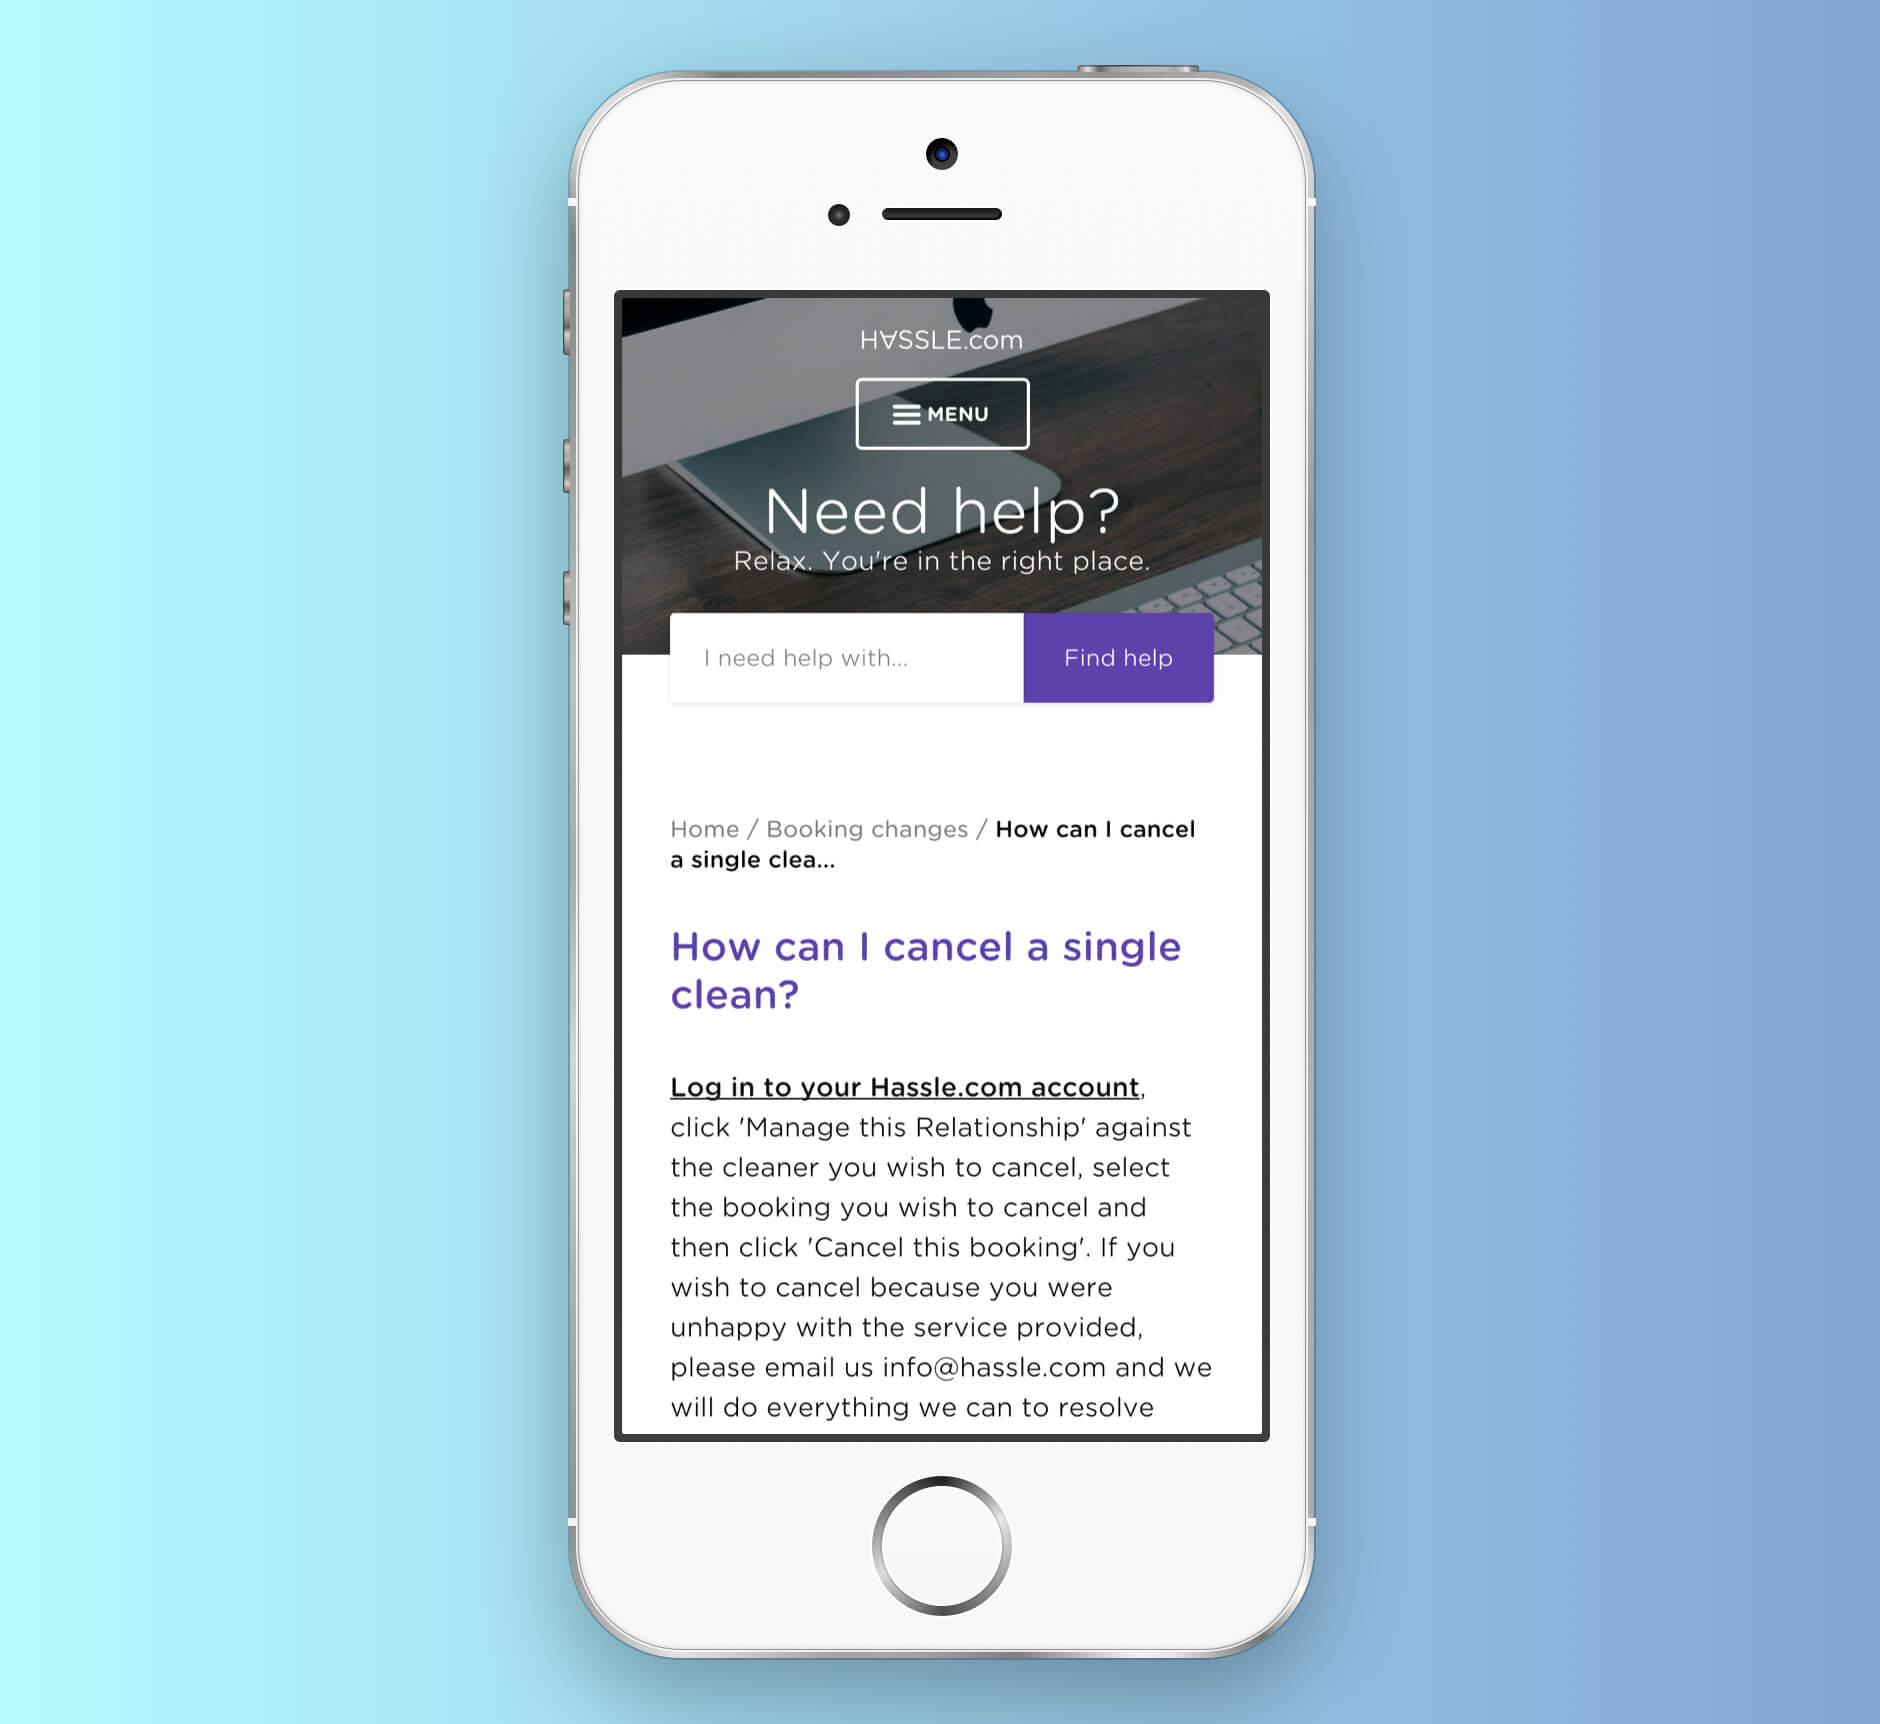 H∀SSLE.com
MENU
Need help?
Relax. You're in the right place.
I need help with...
Find help
Home / Booking changes / How can I cancel
a single clea...
How can I cancel a single
clean?
Log in to your Hassle.com account,
click 'Manage this Relationship' against
the cleaner you wish to cancel, select
the booking you wish to cancel and
then click 'Cancel this booking'. If you
wish to cancel because you were
unhappy with the service provided,
please email us info@hassle.com and we
will do everything we can to resolve